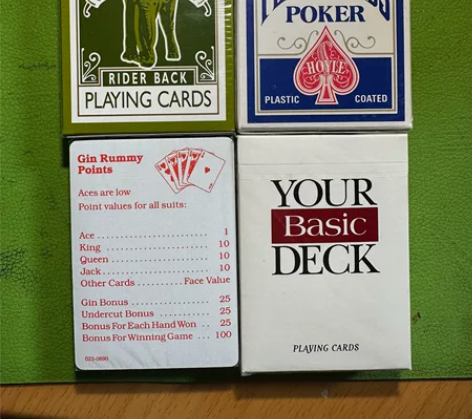 RIDER BACK
PLAYING CARDS
POKER
HOYLE
PLASTIC COATED
Gin Rummy
Points
Aces are low
Point values for all suits:
Ace .................... 1
King .................. 10
Queen ................ 10
Jack .................. 10
Other Cards .......... Face Value
Gin Bonus ............ 25
Undercut Bonus ....... 25
Bonus For Each Hand Won .. 25
Bonus For Winning Game ... 100
YOUR
Basic
DECK
PLAYING CARDS